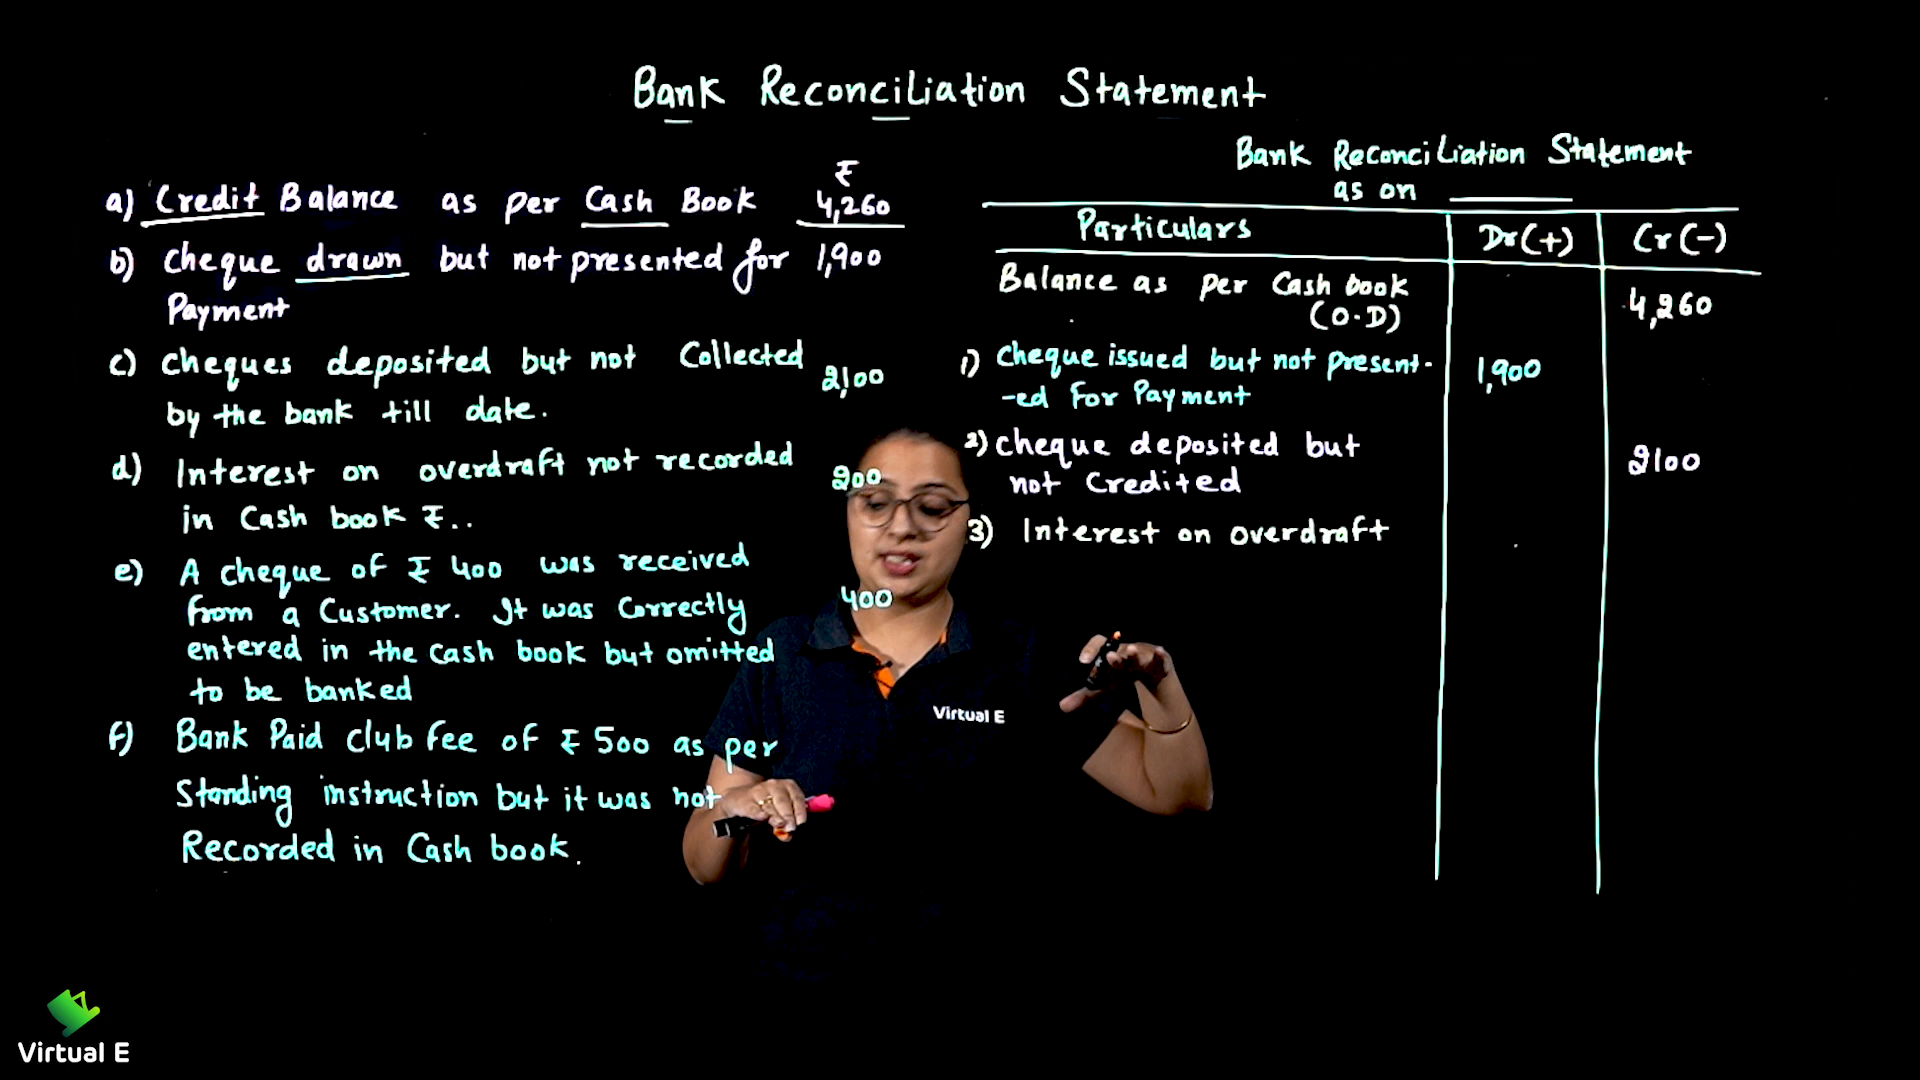 Bank Reconciliation Statement
₹
a) Credit Balance as per Cash Book 4,260
b) Cheque drawn but not presented for 1,900
Payment
c) Cheques deposited but not Collected 2,100
by the bank till date.
d) Interest on overdraft not recorded 200
in Cash book ₹..
e) A cheque of ₹ 400 was received
from a Customer. It was Correctly 400
entered in the cash book but omitted
to be banked
f) Bank Paid club fee of ₹ 500 as per
Standing instruction but it was not
Recorded in Cash book.
Bank Reconciliation Statement
as on
Particulars Dr(+) Cr(-)
Balance as per Cash book
(O.D) 4,260
1) Cheque issued but not present- 1,900
-ed For Payment
2) Cheque deposited but
not Credited 2100
3) Interest on overdraft
Virtual E
Virtual E